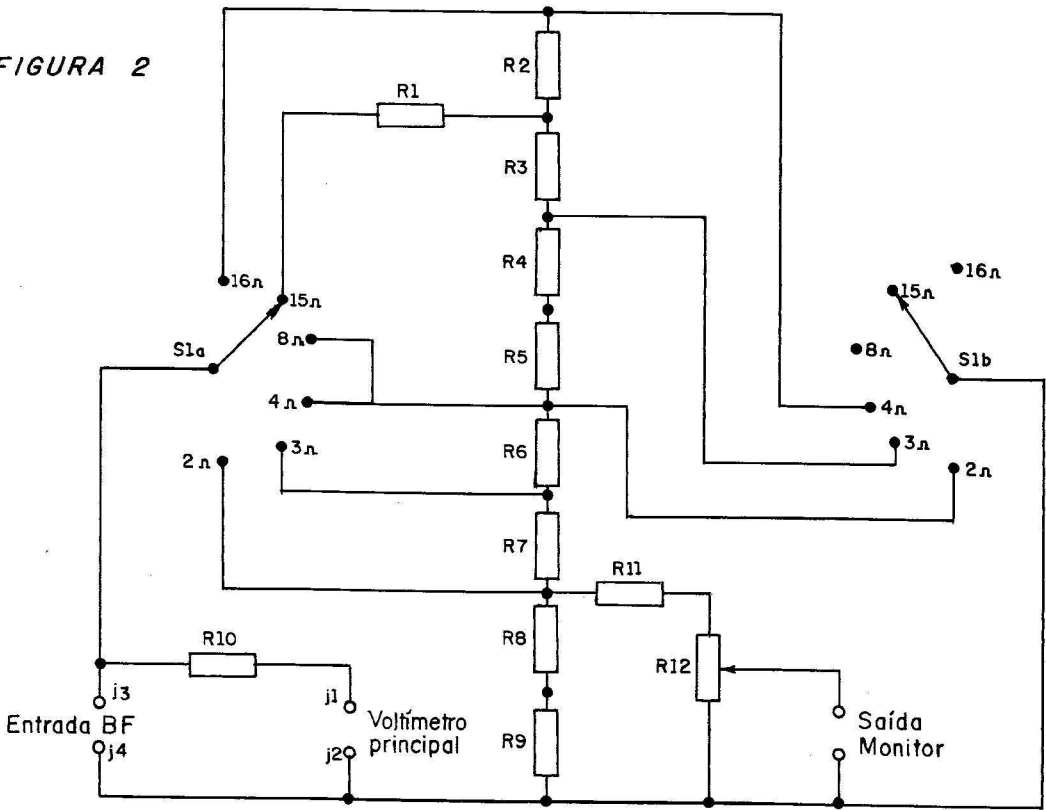 FIGURA 2
R2
R1
R3
R4
R5
R6
R7
R8
R9
R10
R11
R12
S1a
16Ω
15Ω
8Ω
4Ω
3Ω
2Ω
S1b
16Ω
15Ω
8Ω
4Ω
3Ω
2Ω
j3
Entrada BF
j4
j1
Voltímetro
principal
j2
Saída
Monitor